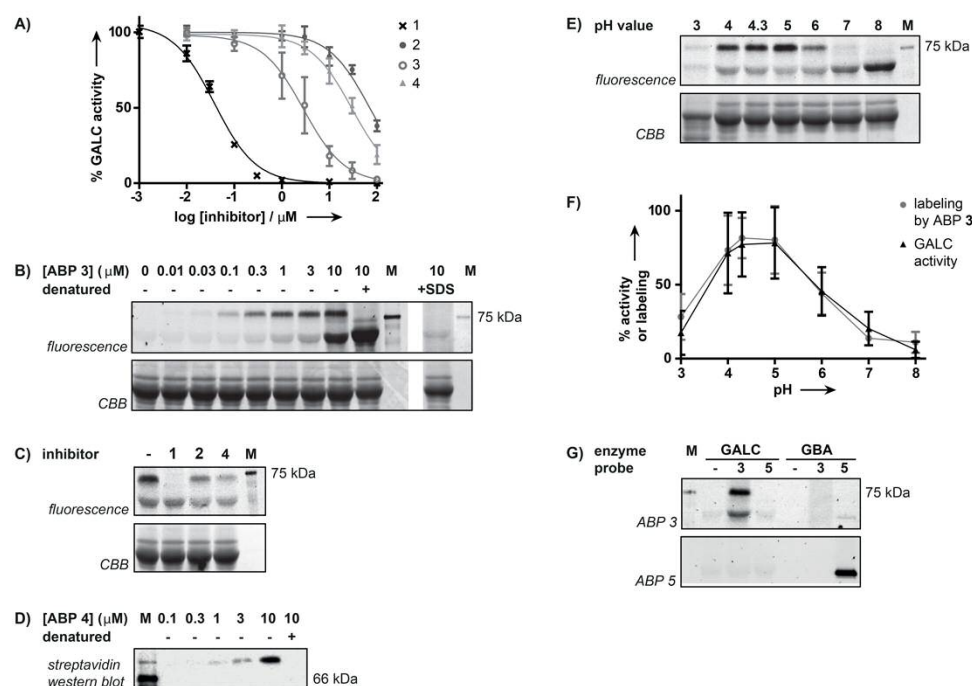 A)
% GALC activity
100
50
0
-3 -2 -1 0 1 2
log [inhibitor] / μM
1
2
3
4
B) [ABP 3] (μM) 0 0.01 0.03 0.1 0.3 1 3 10 10 M 10 M
denatured - - - - - - - - + +SDS
75 kDa
fluorescence
CBB
C) inhibitor - 1 2 4 M
75 kDa
fluorescence
CBB
D) [ABP 4] (μM) M 0.1 0.3 1 3 10 10
denatured - - - - - +
streptavidin
western blot
66 kDa
E) pH value 3 4 4.3 5 6 7 8 M
75 kDa
fluorescence
CBB
F)
% activity
or labeling
100
50
0
3 4 5 6 7 8
pH
labeling
by ABP 3
GALC
activity
G) enzyme GALC GBA
probe M - 3 5 - 3 5
75 kDa
ABP 3
ABP 5